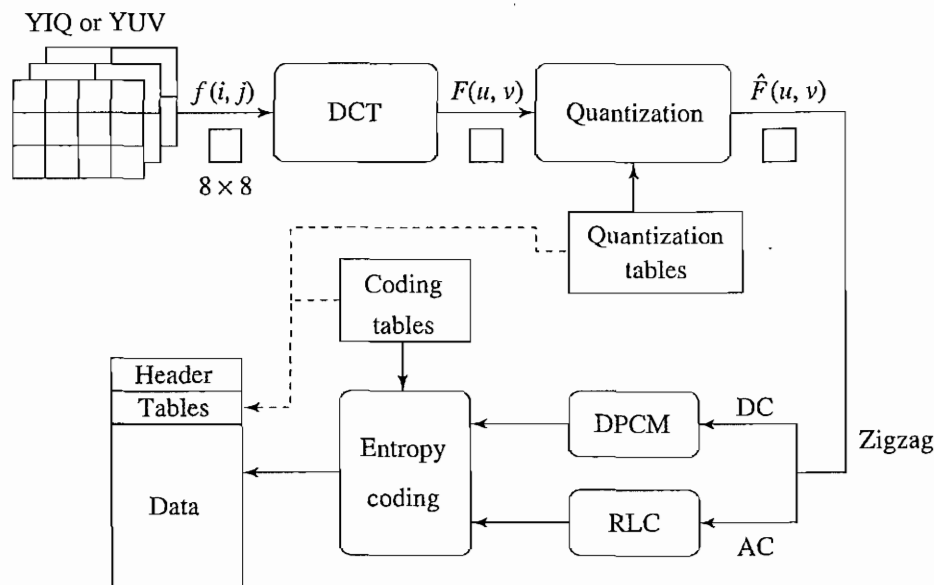 YIQ or YUV
f(i, j)
8 × 8
DCT
F(u, v)
Quantization
F̂(u, v)
Quantization
tables
Coding
tables
Header
Tables
Data
Entropy
coding
DPCM
RLC
DC
AC
Zigzag